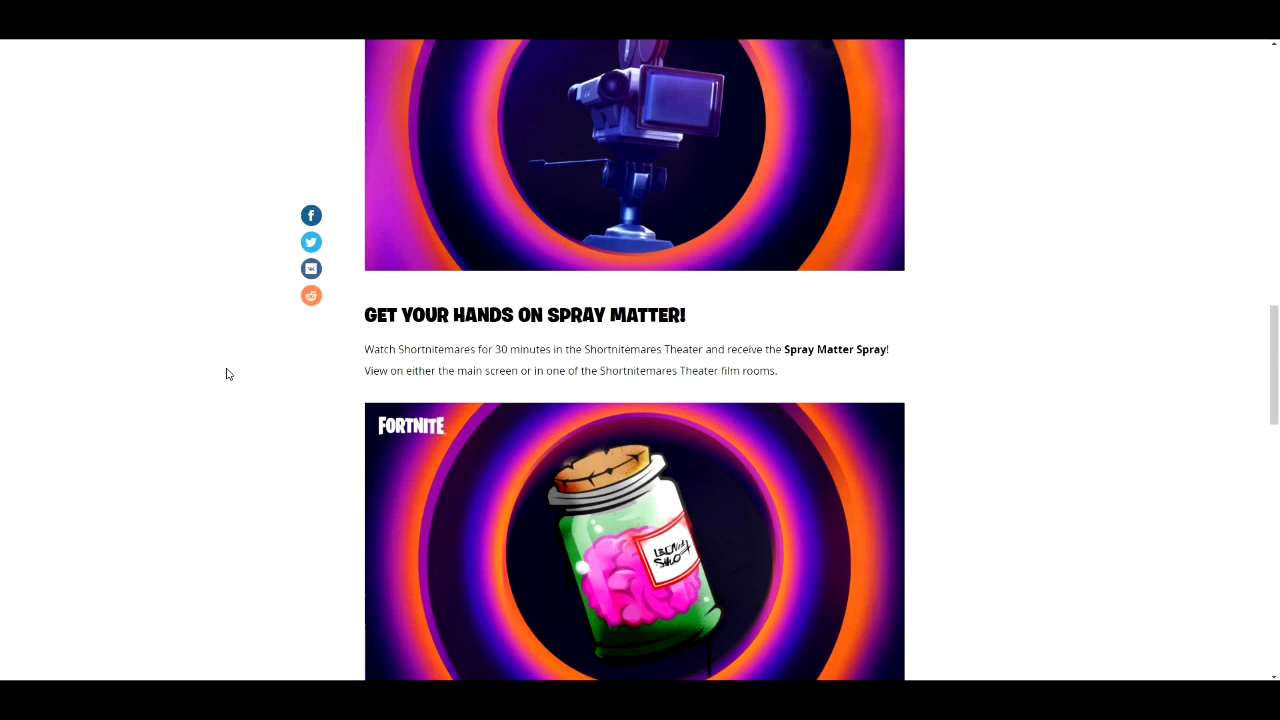 GET YOUR HANDS ON SPRAY MATTER!
Watch Shortnitemares for 30 minutes in the Shortnitemares Theater and receive the Spray Matter Spray!
View on either the main screen or in one of the Shortnitemares Theater film rooms.
FORTNITE